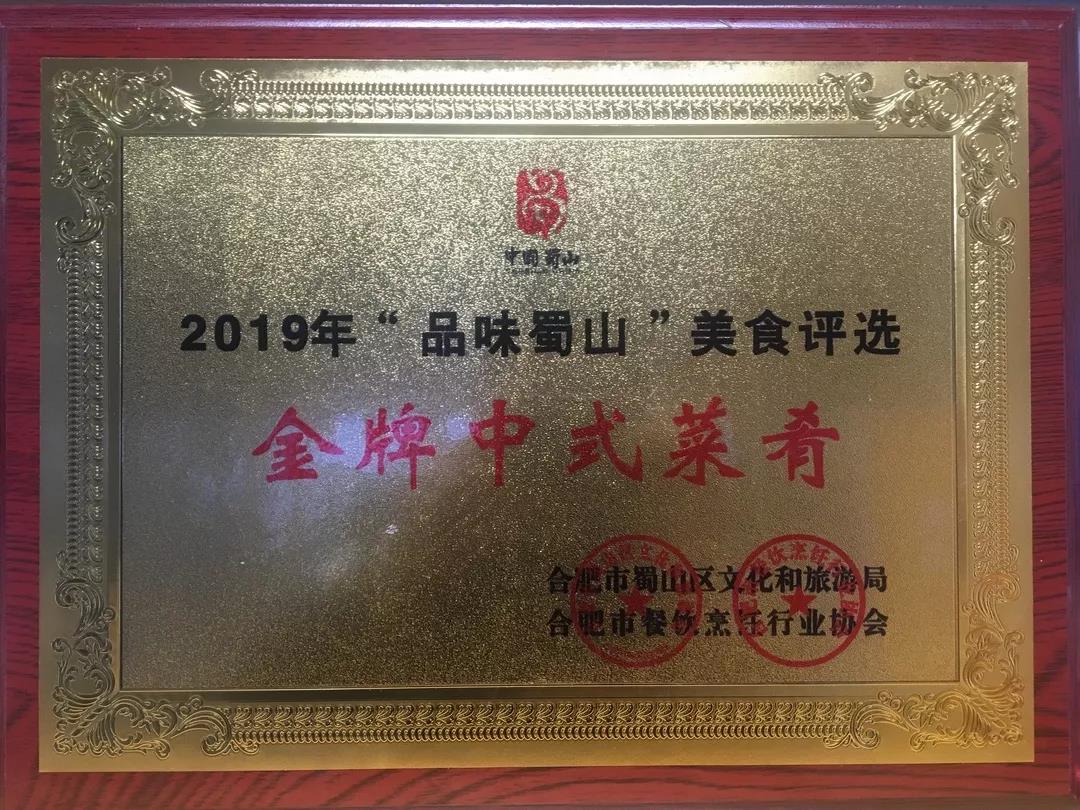 中国蜀山
2019年“品味蜀山”美食评选
金牌中式菜肴
合肥市蜀山区文化和旅游局
合肥市餐饮烹饪行业协会